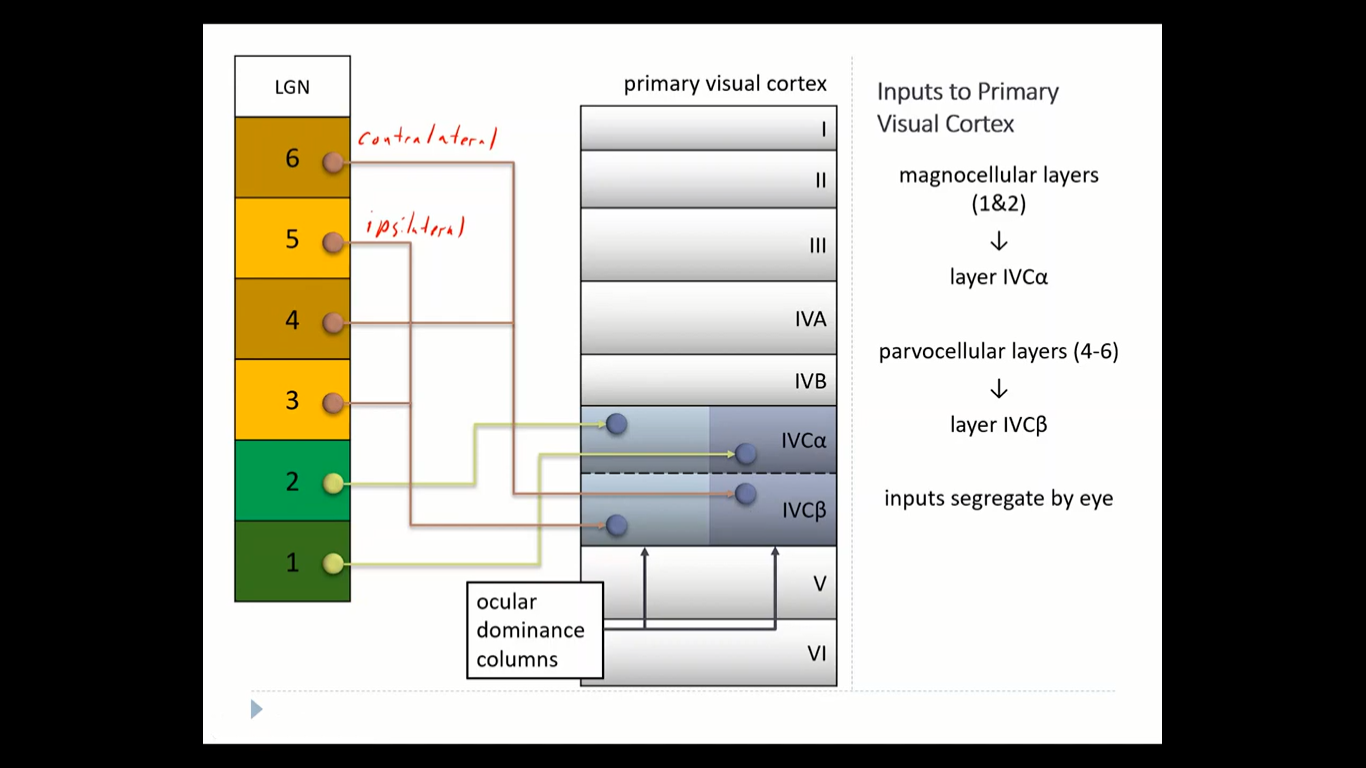 LGN
6
5
4
3
2
1
contralateral
ipsilateral
primary visual cortex
I
II
III
IVA
IVB
IVCα
IVCβ
V
VI
ocular
dominance
columns
Inputs to Primary
Visual Cortex
magnocellular layers
(1&2)
↓
layer IVCα
parvocellular layers (4-6)
↓
layer IVCβ
inputs segregate by eye